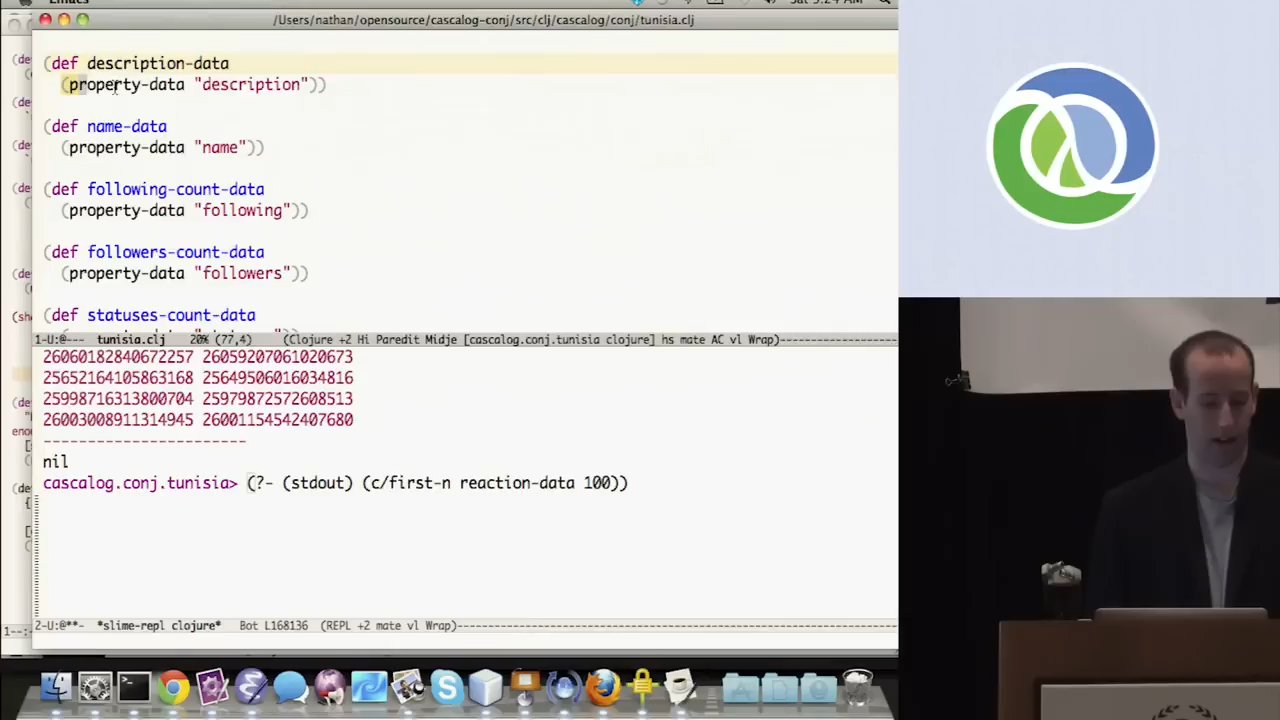 Emacs
/Users/nathan/opensource/cascalog-conj/src/clj/cascalog/conj/tunisia.clj
(def description-data
(property-data "description"))
(def name-data
(property-data "name"))
(def following-count-data
(property-data "following"))
(def followers-count-data
(property-data "followers"))
(def statuses-count-data
1-U:@--- tunisia.clj 20% (77,4) (Clojure +2 Hi Paredit Midje [cascalog.conj.tunisia clojure] hs mate AC vl Wrap)----------
26060182840672257 26059207061020673
25652164105863168 25649506016034816
25998716313800704 25979872572608513
26003008911314945 26001154542407680
-----------------------
nil
cascalog.conj.tunisia> (?- (stdout) (c/first-n reaction-data 100))
2-U:@**- *slime-repl clojure* Bot L168136 (REPL +2 mate vl Wrap)----------